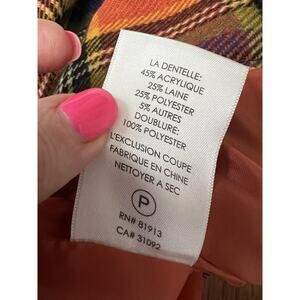 LA DENTELLE:
45% ACRYLIQUE
25% LAINE
25% POLYESTER
5% AUTRES
DOUBLURE:
100% POLYESTER
L'EXCLUSION COUPE
FABRIQUE EN CHINE
NETTOYER A SEC
P
RN# 81913
CA# 31092